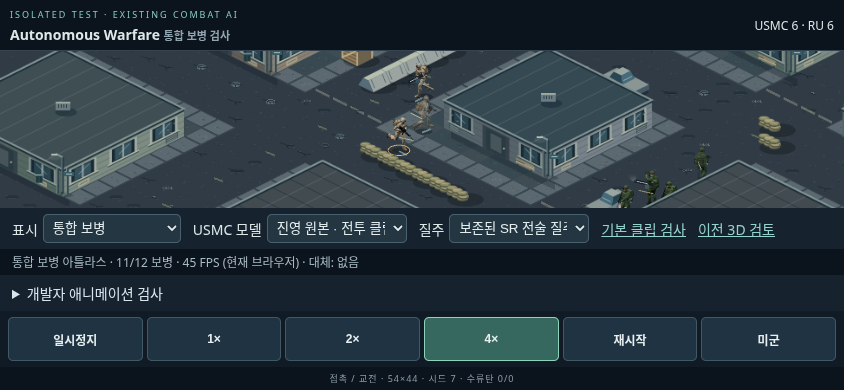 ISOLATED TEST · EXISTING COMBAT AI
Autonomous Warfare 통합 보병 검사
USMC 6 · RU 6
표시 통합 보병 USMC 모델 진영 원본 · 전투 클립 질주 보존된 SR 전술 질주 기본 클립 검사 이전 3D 검토
통합 보병 아틀라스 · 11/12 보병 · 45 FPS (현재 브라우저) · 대체: 없음
▶ 개발자 애니메이션 검사
일시정지 1× 2× 4× 재시작 미군
접촉 / 교전 · 54×44 · 시드 7 · 수류탄 0/0